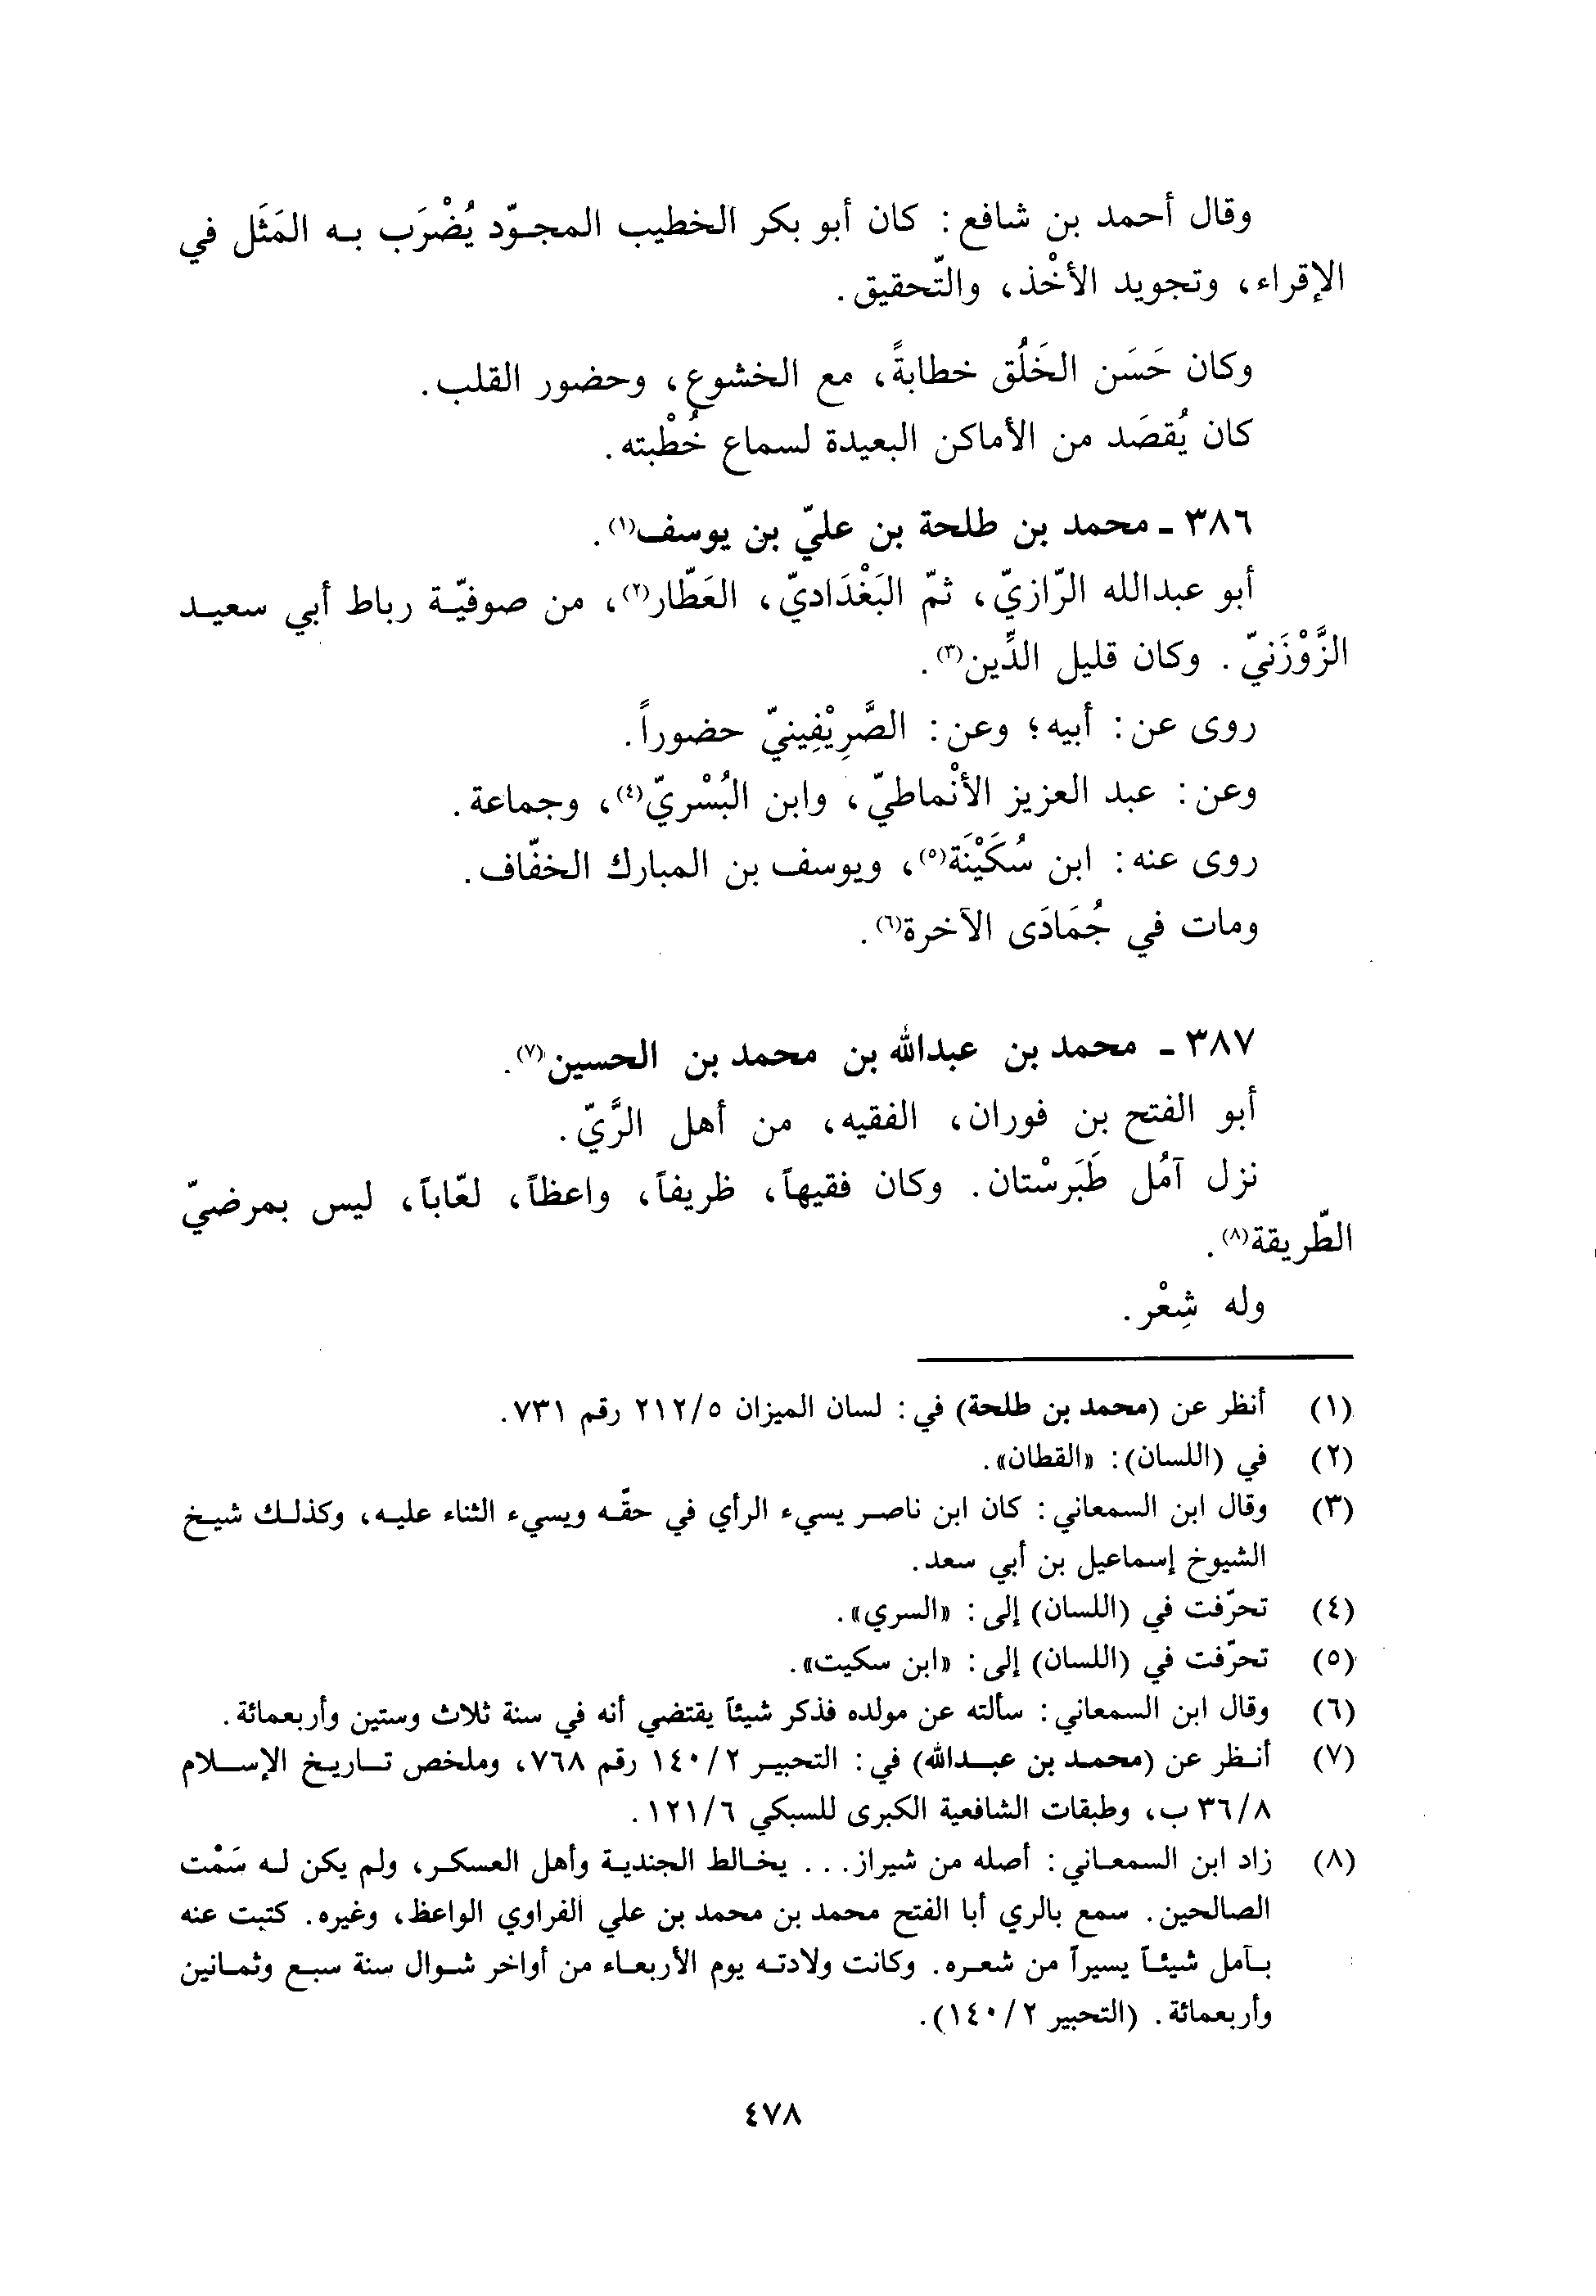 وقال أحمد بن شافع: كان أبو بكر الخطيب المجوّد يُضْرَب به المَثَل في
الإقراء، وتجويد الأخْذ، والتّحقيق.
وكان حَسَن الخَلُق خطابةً، مع الخشوع، وحضور القلب.
كان يُقصَد من الأماكن البعيدة لسماع خُطْبته.
٣٨٦ ـ محمد بن طلحة بن عليّ بن يوسف(١).
أبو عبدالله الرّازيّ، ثمّ البَغْدَاديّ، العَطّار(٢)، من صوفيّة رباط أبي سعيد
الزَّوْزَنيّ. وكان قليل الدِّين(٣).
روى عن: أبيه؛ وعن: الصَّرِيْفِينيّ حضوراً.
وعن: عبد العزيز الأنْماطيّ، وابن البُسْريّ(٤)، وجماعة.
روى عنه: ابن سُكَيْنَة(٥)، ويوسف بن المبارك الخفّاف.
ومات في جُمَادَى الآخرة(٦).
٣٨٧ ـ محمد بن عبدالله بن محمد بن الحسين(٧).
أبو الفتح بن فوران، الفقيه، من أهل الرَّيّ.
نزل آمُل طَبَرسْتان. وكان فقيهاً، ظريفاً، واعظاً، لعّاباً، ليس بمرضيّ
الطّريقة(٨).
وله شِعْر.
(١) أنظر عن (محمد بن طلحة) في: لسان الميزان ٢١٢/٥ رقم ٧٣١.
(٢) في (اللسان): «القطان».
(٣) وقال ابن السمعاني: كان ابن ناصر يسيء الرأي في حقّه ويسيء الثناء عليه، وكذلك شيخ
الشيوخ إسماعيل بن أبي سعد.
(٤) تحرّفت في (اللسان) إلى: «السري».
(٥) تحرّفت في (اللسان) إلى: «ابن سكيت».
(٦) وقال ابن السمعاني: سألته عن مولده فذكر شيئاً يقتضي أنه في سنة ثلاث وستين وأربعمائة.
(٧) أنظر عن (محمد بن عبدالله) في: التحبير ١٤٠/٢ رقم ٧٦٨، وملخص تاريخ الإسلام
٣٦/٨ ب، وطبقات الشافعية الكبرى للسبكي ١٢١/٦.
(٨) زاد ابن السمعاني: أصله من شيراز... يخالط الجندية وأهل العسكر، ولم يكن له سَمْت
الصالحين. سمع بالري أبا الفتح محمد بن محمد بن علي الفراوي الواعظ، وغيره. كتبت عنه
بآمل شيئاً يسيراً من شعره. وكانت ولادته يوم الأربعاء من أواخر شوال سنة سبع وثمانين
وأربعمائة. (التحبير ١٤٠/٢).
٤٧٨